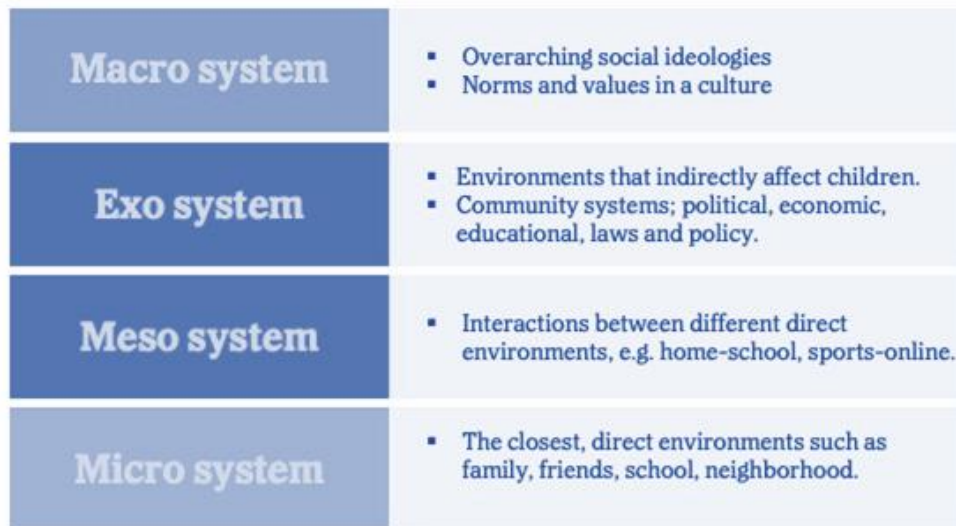 Macro system
▪ Overarching social ideologies
▪ Norms and values in a culture
Exo system
▪ Environments that indirectly affect children.
▪ Community systems; political, economic,
educational, laws and policy.
Meso system
▪ Interactions between different direct
environments, e.g. home-school, sports-online.
Micro system
▪ The closest, direct environments such as
family, friends, school, neighborhood.